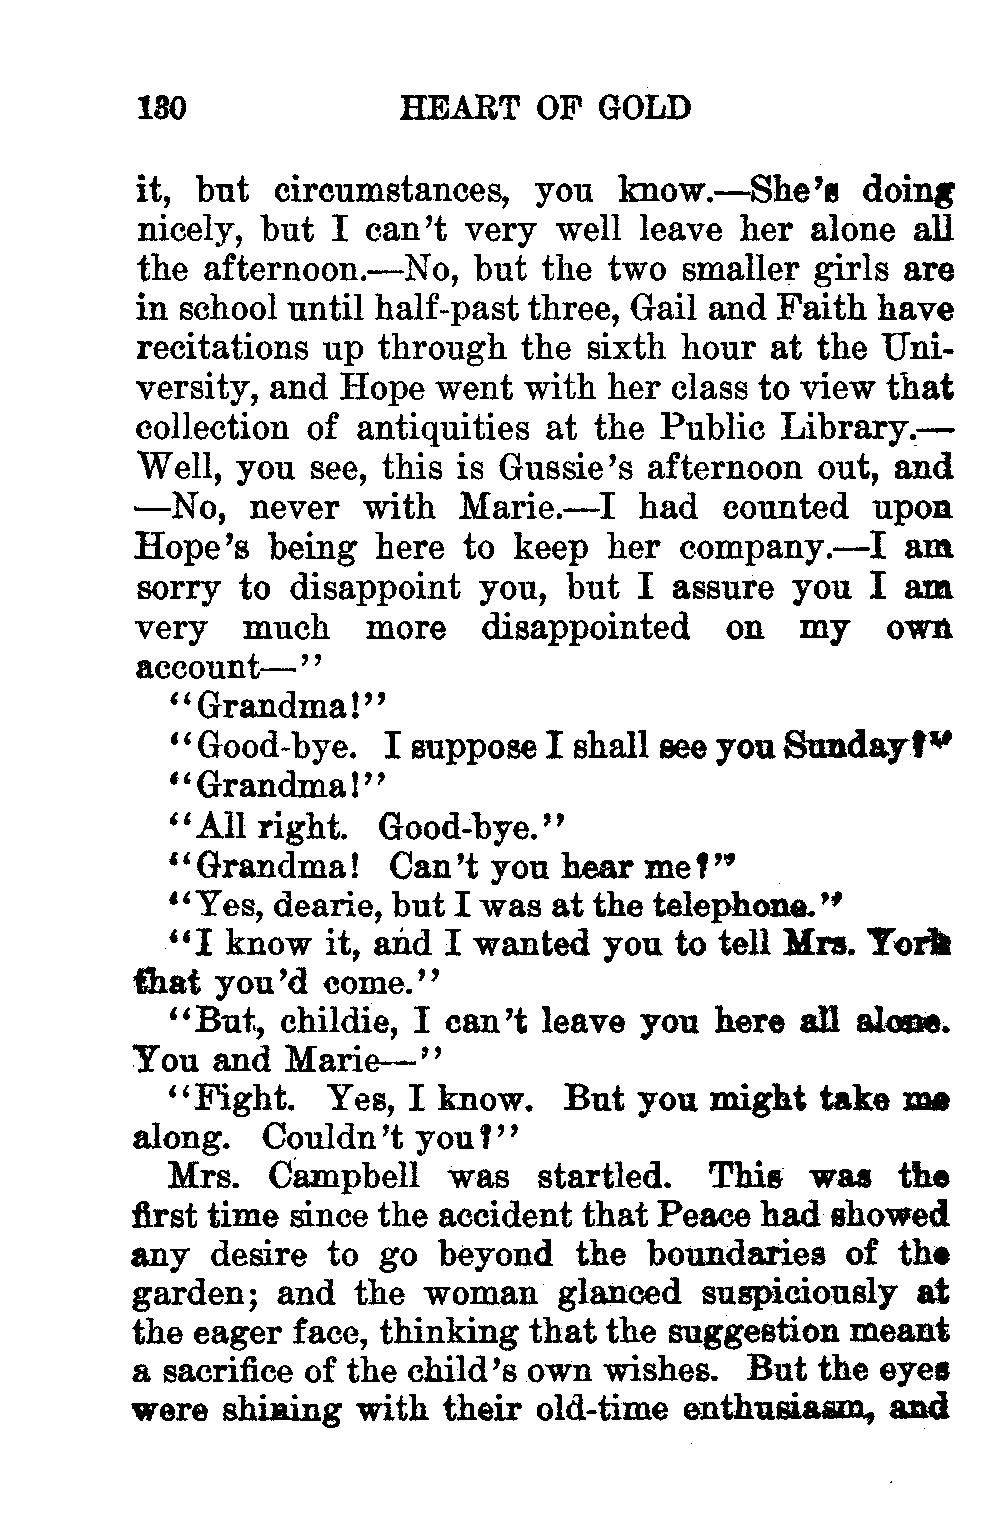 130 HEART OF GOLD
it, but circumstances, you know.—She's doing
nicely, but I can't very well leave her alone all
the afternoon.—No, but the two smaller girls are
in school until half-past three, Gail and Faith have
recitations up through the sixth hour at the Uni-
versity, and Hope went with her class to view that
collection of antiquities at the Public Library.—
Well, you see, this is Gussie's afternoon out, and
—No, never with Marie.—I had counted upon
Hope's being here to keep her company.—I am
sorry to disappoint you, but I assure you I am
very much more disappointed on my own
account—"
"Grandma!"
"Good-bye. I suppose I shall see you Sunday?"
"Grandma!"
"All right. Good-bye."
"Grandma! Can't you hear me?"
"Yes, dearie, but I was at the telephone."
"I know it, and I wanted you to tell Mrs. York
that you'd come."
"But, childie, I can't leave you here all alone.
You and Marie—"
"Fight. Yes, I know. But you might take me
along. Couldn't you?"
Mrs. Campbell was startled. This was the
first time since the accident that Peace had showed
any desire to go beyond the boundaries of the
garden; and the woman glanced suspiciously at
the eager face, thinking that the suggestion meant
a sacrifice of the child's own wishes. But the eyes
were shining with their old-time enthusiasm, and